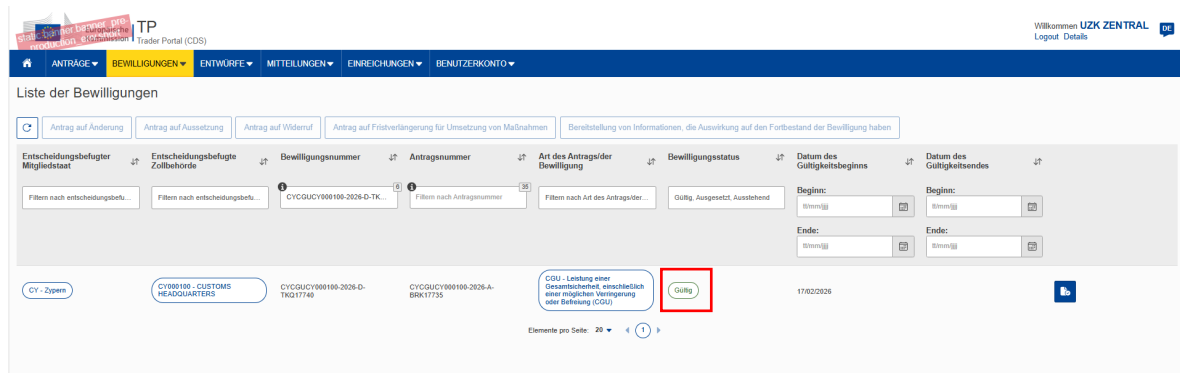 static banner banner_pre-production_environment
Europäische Kommission
TP
Trader Portal (CDS)
Willkommen UZK ZENTRAL
Logout Details
DE
ANTRÄGE
BEWILLIGUNGEN
ENTWÜRFE
MITTEILUNGEN
EINREICHUNGEN
BENUTZERKONTO
Liste der Bewilligungen
Antrag auf Änderung
Antrag auf Aussetzung
Antrag auf Widerruf
Antrag auf Fristverlängerung für Umsetzung von Maßnahmen
Bereitstellung von Informationen, die Auswirkung auf den Fortbestand der Bewilligung haben
Entscheidungsbefugter Mitgliedstaat
Entscheidungsbefugte Zollbehörde
Bewilligungsnummer
Antragsnummer
Art des Antrags/der Bewilligung
Bewilligungsstatus
Datum des Gültigkeitsbeginns
Datum des Gültigkeitsendes
Filtern nach entscheidungsbefu...
Filtern nach entscheidungsbefu...
CYCGUCY000100-2026-D-TK...
6
Filtern nach Antragsnummer
35
Filtern nach Art des Antrags/der...
Gültig, Ausgesetzt, Ausstehend
Beginn:
tt/mm/jjjj
Beginn:
tt/mm/jjjj
Ende:
tt/mm/jjjj
Ende:
tt/mm/jjjj
CY - Zypern
CY000100 - CUSTOMS
HEADQUARTERS
CYCGUCY000100-2026-D-
TKQ17740
CYCGUCY000100-2026-A-
BRK17735
CGU - Leistung einer
Gesamtsicherheit, einschließlich
einer möglichen Verringerung
oder Befreiung (CGU)
Gültig
17/02/2026
Elemente pro Seite: 20
1